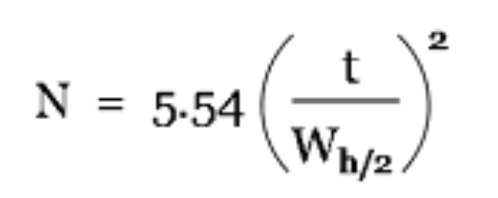 N = 5.54 ( t / W_h/2 )²